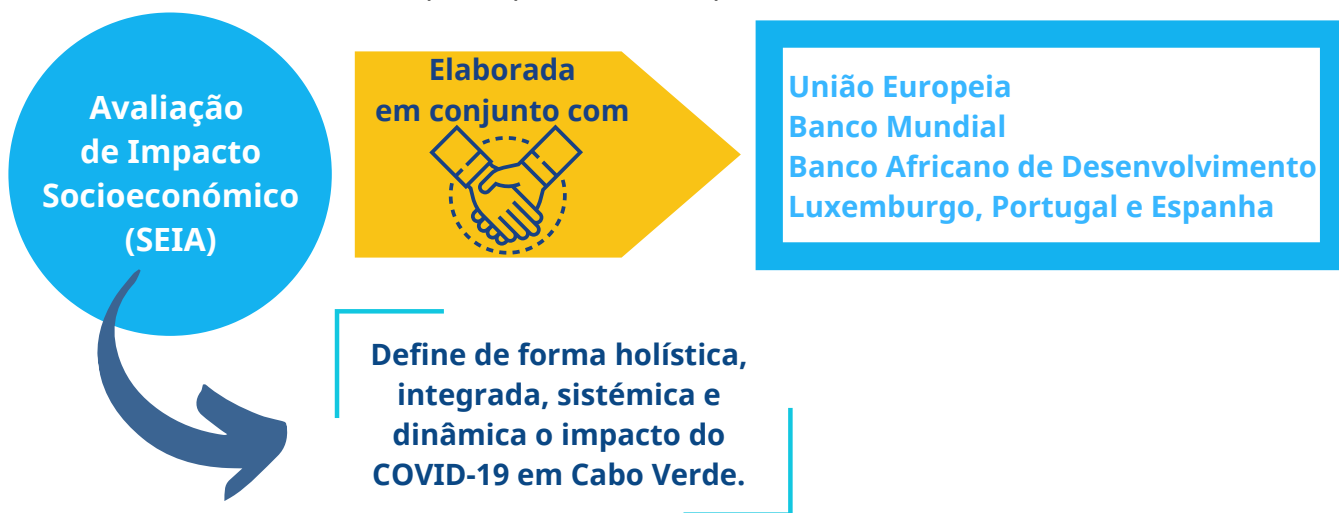 Avaliação
de Impacto
Socioeconómico
(SEIA)
Elaborada
em conjunto com
União Europeia
Banco Mundial
Banco Africano de Desenvolvimento
Luxemburgo, Portugal e Espanha
Define de forma holística,
integrada, sistémica e
dinâmica o impacto do
COVID-19 em Cabo Verde.